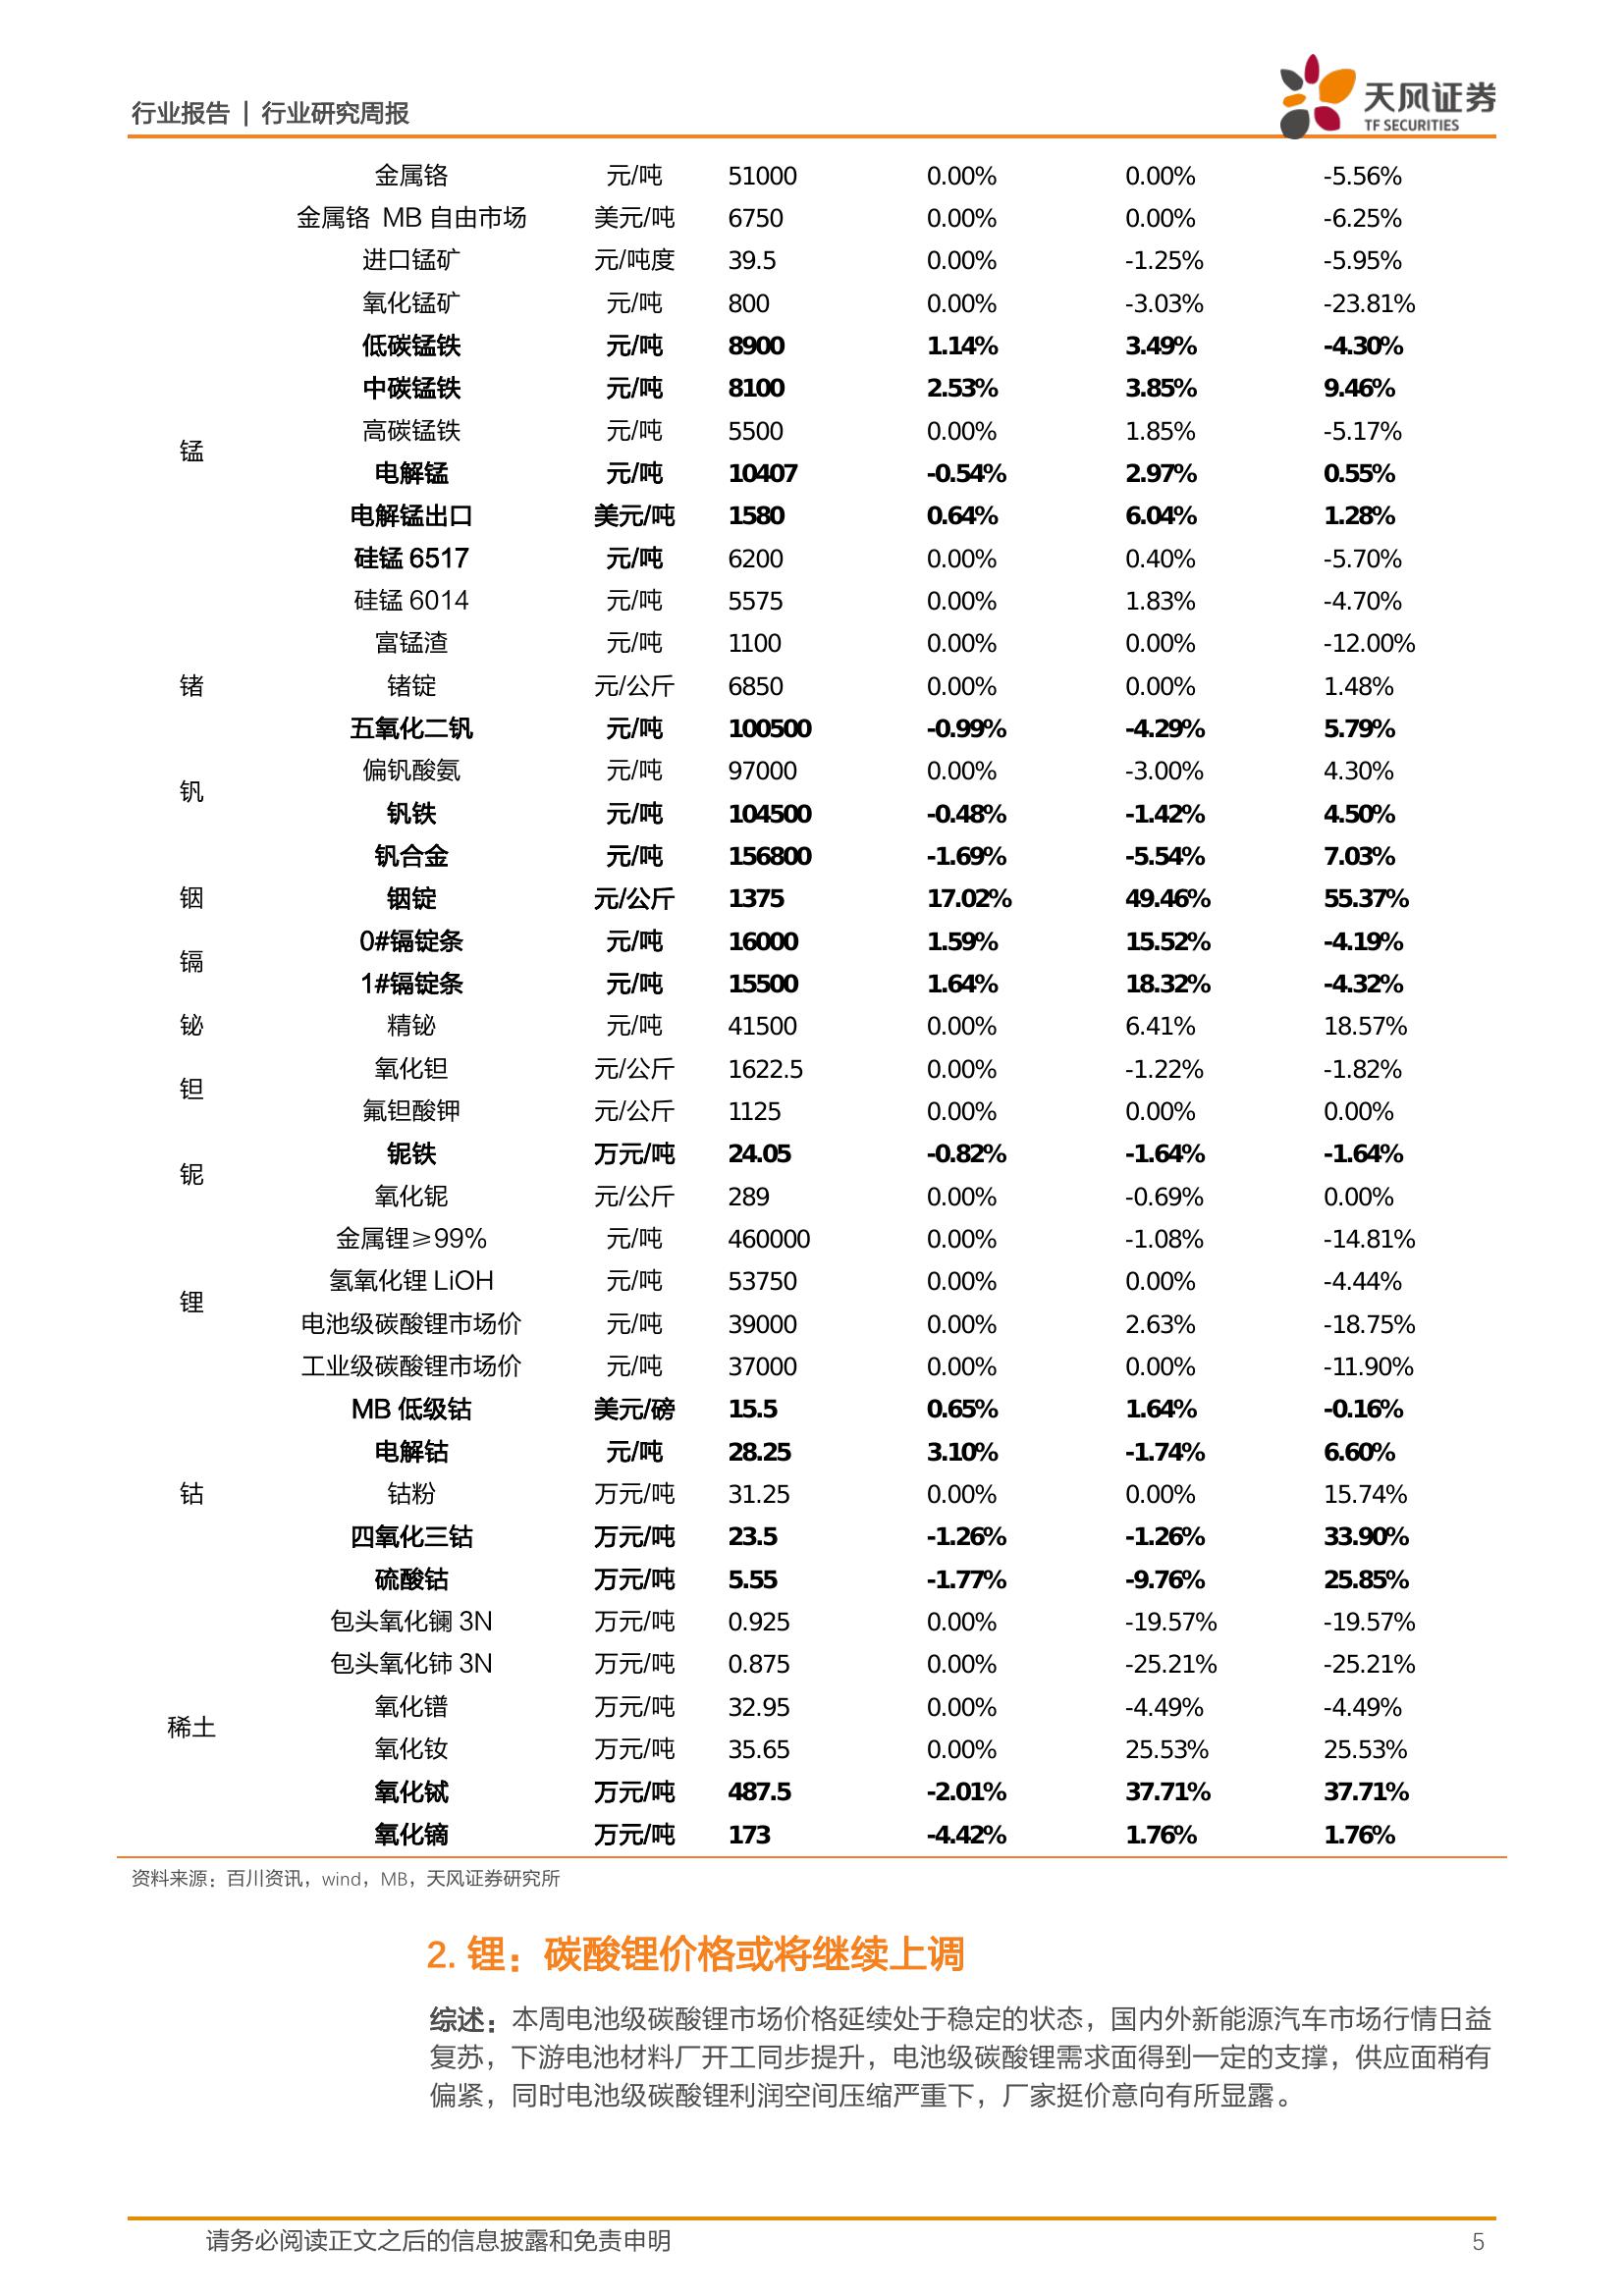 行业报告 | 行业研究周报
天风证券
TF SECURITIES
金属铬 元/吨 51000 0.00% 0.00% -5.56%
金属铬 MB 自由市场 美元/吨 6750 0.00% 0.00% -6.25%
进口锰矿 元/吨度 39.5 0.00% -1.25% -5.95%
氧化锰矿 元/吨 800 0.00% -3.03% -23.81%
低碳锰铁 元/吨 8900 1.14% 3.49% -4.30%
中碳锰铁 元/吨 8100 2.53% 3.85% 9.46%
锰 高碳锰铁 元/吨 5500 0.00% 1.85% -5.17%
电解锰 元/吨 10407 -0.54% 2.97% 0.55%
电解锰出口 美元/吨 1580 0.64% 6.04% 1.28%
硅锰 6517 元/吨 6200 0.00% 0.40% -5.70%
硅锰 6014 元/吨 5575 0.00% 1.83% -4.70%
富锰渣 元/吨 1100 0.00% 0.00% -12.00%
锗 锗锭 元/公斤 6850 0.00% 0.00% 1.48%
五氧化二钒 元/吨 100500 -0.99% -4.29% 5.79%
钒 偏钒酸氨 元/吨 97000 0.00% -3.00% 4.30%
钒铁 元/吨 104500 -0.48% -1.42% 4.50%
钒合金 元/吨 156800 -1.69% -5.54% 7.03%
铟 铟锭 元/公斤 1375 17.02% 49.46% 55.37%
镉 0#镉锭条 元/吨 16000 1.59% 15.52% -4.19%
1#镉锭条 元/吨 15500 1.64% 18.32% -4.32%
铋 精铋 元/吨 41500 0.00% 6.41% 18.57%
钽 氧化钽 元/公斤 1622.5 0.00% -1.22% -1.82%
氟钽酸钾 元/公斤 1125 0.00% 0.00% 0.00%
铌 铌铁 万元/吨 24.05 -0.82% -1.64% -1.64%
氧化铌 元/公斤 289 0.00% -0.69% 0.00%
金属锂≥99% 元/吨 460000 0.00% -1.08% -14.81%
锂 氢氧化锂 LiOH 元/吨 53750 0.00% 0.00% -4.44%
电池级碳酸锂市场价 元/吨 39000 0.00% 2.63% -18.75%
工业级碳酸锂市场价 元/吨 37000 0.00% 0.00% -11.90%
MB 低级钴 美元/磅 15.5 0.65% 1.64% -0.16%
电解钴 元/吨 28.25 3.10% -1.74% 6.60%
钴 钴粉 万元/吨 31.25 0.00% 0.00% 15.74%
四氧化三钴 万元/吨 23.5 -1.26% -1.26% 33.90%
硫酸钴 万元/吨 5.55 -1.77% -9.76% 25.85%
包头氧化镧 3N 万元/吨 0.925 0.00% -19.57% -19.57%
包头氧化铈 3N 万元/吨 0.875 0.00% -25.21% -25.21%
稀土 氧化镨 万元/吨 32.95 0.00% -4.49% -4.49%
氧化钕 万元/吨 35.65 0.00% 25.53% 25.53%
氧化铽 万元/吨 487.5 -2.01% 37.71% 37.71%
氧化镝 万元/吨 173 -4.42% 1.76% 1.76%
资料来源：百川资讯，wind，MB，天风证券研究所
2. 锂：碳酸锂价格或将继续上调
综述：本周电池级碳酸锂市场价格延续处于稳定的状态，国内外新能源汽车市场行情日益
复苏，下游电池材料厂开工同步提升，电池级碳酸锂需求面得到一定的支撑，供应面稍有
偏紧，同时电池级碳酸锂利润空间压缩严重下，厂家挺价意向有所显露。
请务必阅读正文之后的信息披露和免责申明 5